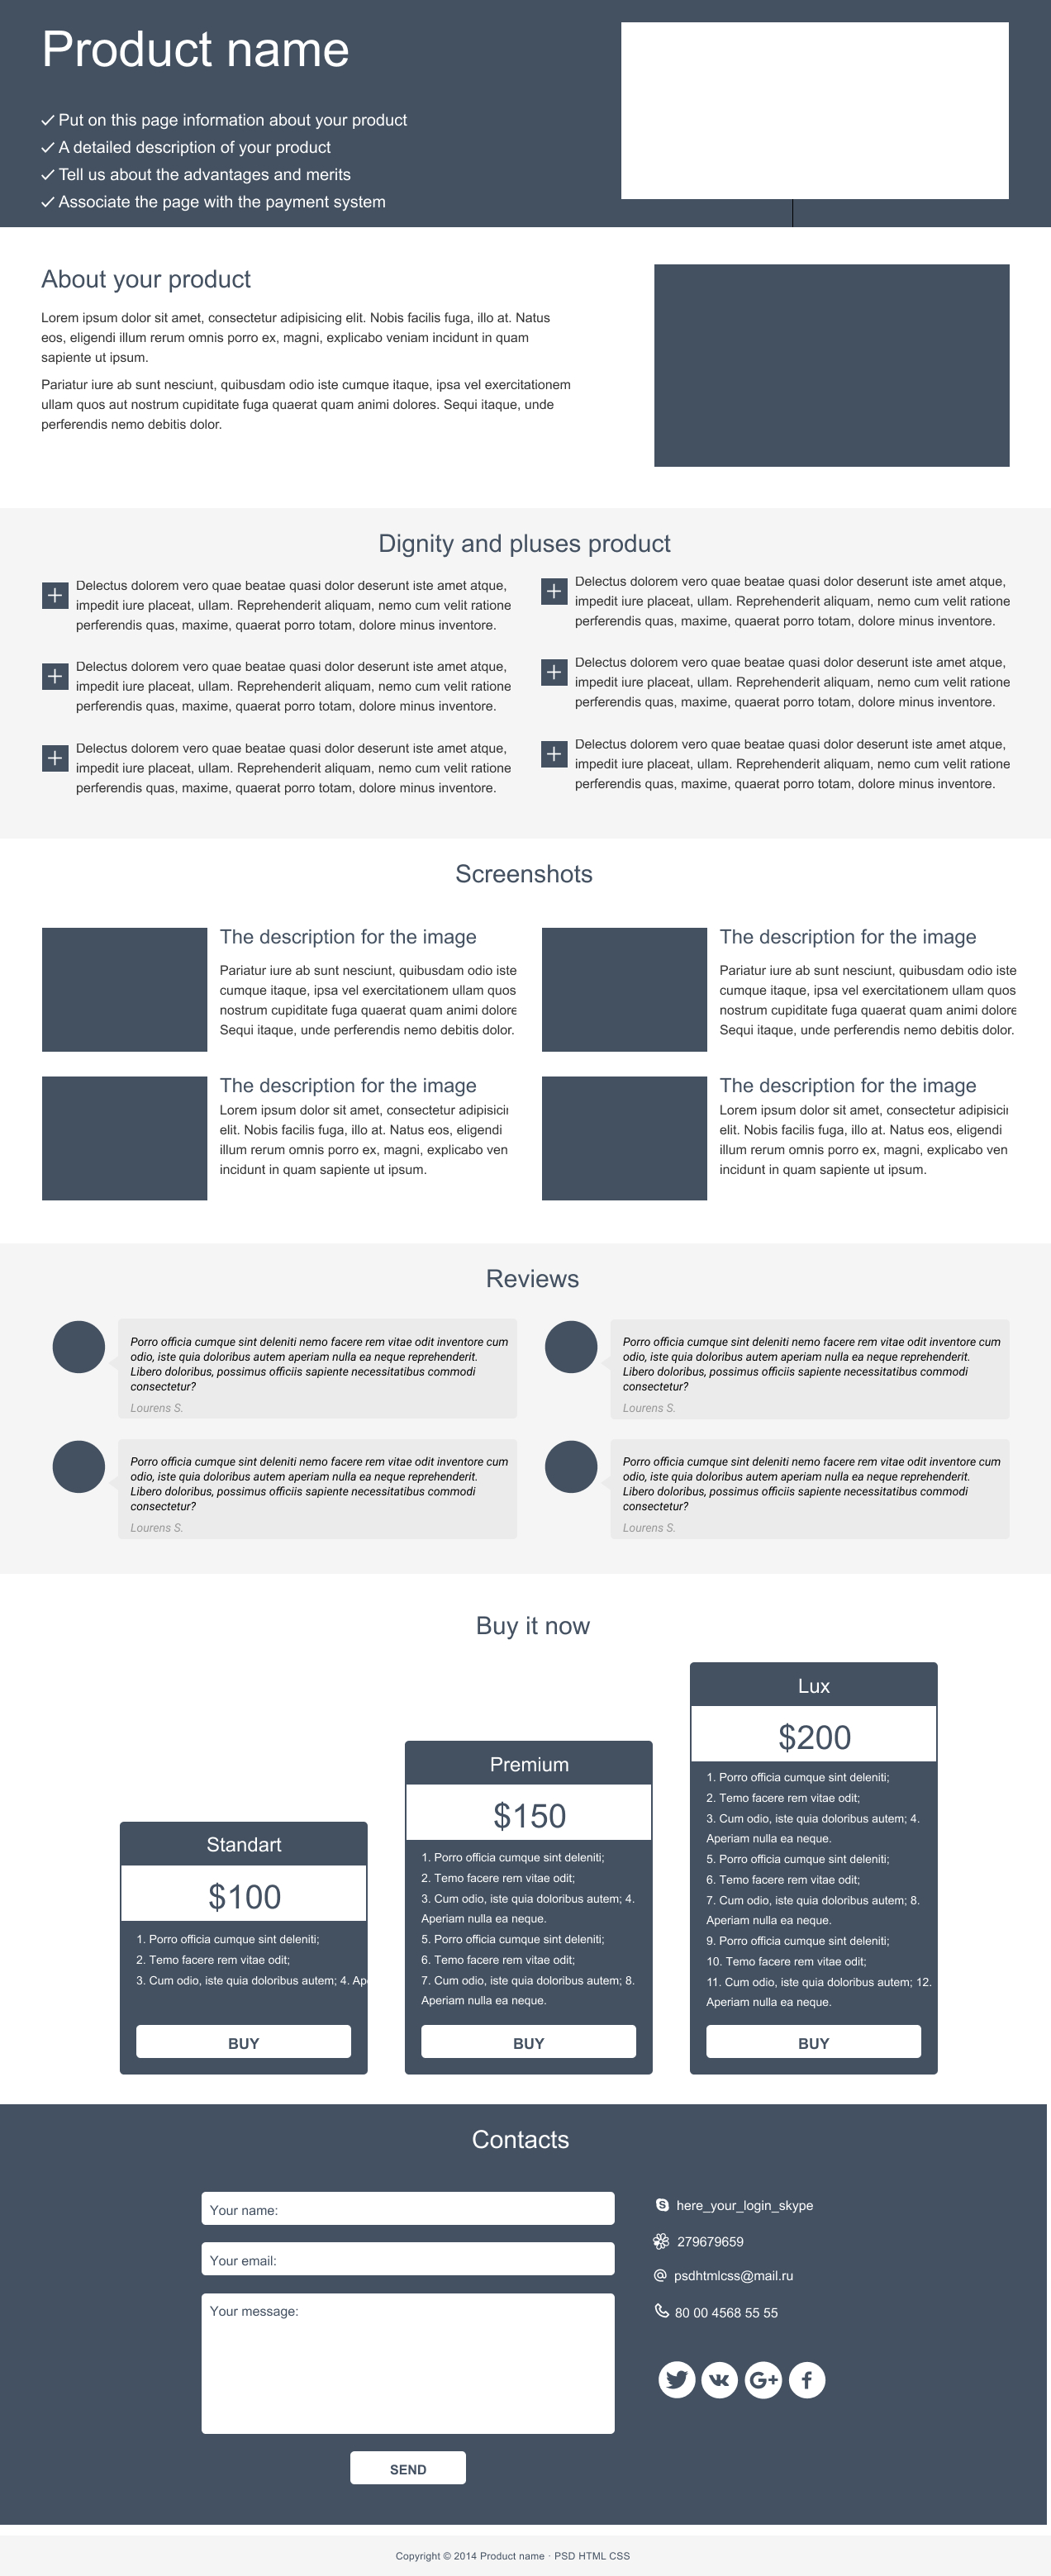 Product name
Put on this page information about your product
A detailed description of your product
Tell us about the advantages and merits
Associate the page with the payment system
About your product
Lorem ipsum dolor sit amet, consectetur adipisicing elit. Nobis facilis fuga, illo at. Natus
eos, eligendi illum rerum omnis porro ex, magni, explicabo veniam incidunt in quam
sapiente ut ipsum.
Pariatur iure ab sunt nesciunt, quibusdam odio iste cumque itaque, ipsa vel exercitationem
ullam quos aut nostrum cupiditate fuga quaerat quam animi dolores. Sequi itaque, unde
perferendis nemo debitis dolor.
Dignity and pluses product
Delectus dolorem vero quae beatae quasi dolor deserunt iste amet atque,
impedit iure placeat, ullam. Reprehenderit aliquam, nemo cum velit ratione
perferendis quas, maxime, quaerat porro totam, dolore minus inventore.
Delectus dolorem vero quae beatae quasi dolor deserunt iste amet atque,
impedit iure placeat, ullam. Reprehenderit aliquam, nemo cum velit ratione
perferendis quas, maxime, quaerat porro totam, dolore minus inventore.
Delectus dolorem vero quae beatae quasi dolor deserunt iste amet atque,
impedit iure placeat, ullam. Reprehenderit aliquam, nemo cum velit ratione
perferendis quas, maxime, quaerat porro totam, dolore minus inventore.
Delectus dolorem vero quae beatae quasi dolor deserunt iste amet atque,
impedit iure placeat, ullam. Reprehenderit aliquam, nemo cum velit ratione
perferendis quas, maxime, quaerat porro totam, dolore minus inventore.
Delectus dolorem vero quae beatae quasi dolor deserunt iste amet atque,
impedit iure placeat, ullam. Reprehenderit aliquam, nemo cum velit ratione
perferendis quas, maxime, quaerat porro totam, dolore minus inventore.
Delectus dolorem vero quae beatae quasi dolor deserunt iste amet atque,
impedit iure placeat, ullam. Reprehenderit aliquam, nemo cum velit ratione
perferendis quas, maxime, quaerat porro totam, dolore minus inventore.
Screenshots
The description for the image
Pariatur iure ab sunt nesciunt, quibusdam odio iste
cumque itaque, ipsa vel exercitationem ullam quos
nostrum cupiditate fuga quaerat quam animi dolore
Sequi itaque, unde perferendis nemo debitis dolor.
The description for the image
Pariatur iure ab sunt nesciunt, quibusdam odio iste
cumque itaque, ipsa vel exercitationem ullam quos
nostrum cupiditate fuga quaerat quam animi dolore
Sequi itaque, unde perferendis nemo debitis dolor.
The description for the image
Lorem ipsum dolor sit amet, consectetur adipisici
elit. Nobis facilis fuga, illo at. Natus eos, eligendi
illum rerum omnis porro ex, magni, explicabo ven
incidunt in quam sapiente ut ipsum.
The description for the image
Lorem ipsum dolor sit amet, consectetur adipisici
elit. Nobis facilis fuga, illo at. Natus eos, eligendi
illum rerum omnis porro ex, magni, explicabo ven
incidunt in quam sapiente ut ipsum.
Reviews
Porro officia cumque sint deleniti nemo facere rem vitae odit inventore cum
odio, iste quia doloribus autem aperiam nulla ea neque reprehenderit.
Libero doloribus, possimus officiis sapiente necessitatibus commodi
consectetur?
Lourens S.
Porro officia cumque sint deleniti nemo facere rem vitae odit inventore cum
odio, iste quia doloribus autem aperiam nulla ea neque reprehenderit.
Libero doloribus, possimus officiis sapiente necessitatibus commodi
consectetur?
Lourens S.
Porro officia cumque sint deleniti nemo facere rem vitae odit inventore cum
odio, iste quia doloribus autem aperiam nulla ea neque reprehenderit.
Libero doloribus, possimus officiis sapiente necessitatibus commodi
consectetur?
Lourens S.
Porro officia cumque sint deleniti nemo facere rem vitae odit inventore cum
odio, iste quia doloribus autem aperiam nulla ea neque reprehenderit.
Libero doloribus, possimus officiis sapiente necessitatibus commodi
consectetur?
Lourens S.
Buy it now
Standart
$100
1. Porro officia cumque sint deleniti;
2. Temo facere rem vitae odit;
3. Cum odio, iste quia doloribus autem; 4. Ap
BUY
Premium
$150
1. Porro officia cumque sint deleniti;
2. Temo facere rem vitae odit;
3. Cum odio, iste quia doloribus autem; 4.
Aperiam nulla ea neque.
5. Porro officia cumque sint deleniti;
6. Temo facere rem vitae odit;
7. Cum odio, iste quia doloribus autem; 8.
Aperiam nulla ea neque.
BUY
Lux
$200
1. Porro officia cumque sint deleniti;
2. Temo facere rem vitae odit;
3. Cum odio, iste quia doloribus autem; 4.
Aperiam nulla ea neque.
5. Porro officia cumque sint deleniti;
6. Temo facere rem vitae odit;
7. Cum odio, iste quia doloribus autem; 8.
Aperiam nulla ea neque.
9. Porro officia cumque sint deleniti;
10. Temo facere rem vitae odit;
11. Cum odio, iste quia doloribus autem; 12.
Aperiam nulla ea neque.
BUY
Contacts
Your name:
Your email:
Your message:
SEND
here_your_login_skype
279679659
psdhtmlcss@mail.ru
80 00 4568 55 55
Copyright © 2014 Product name · PSD HTML CSS